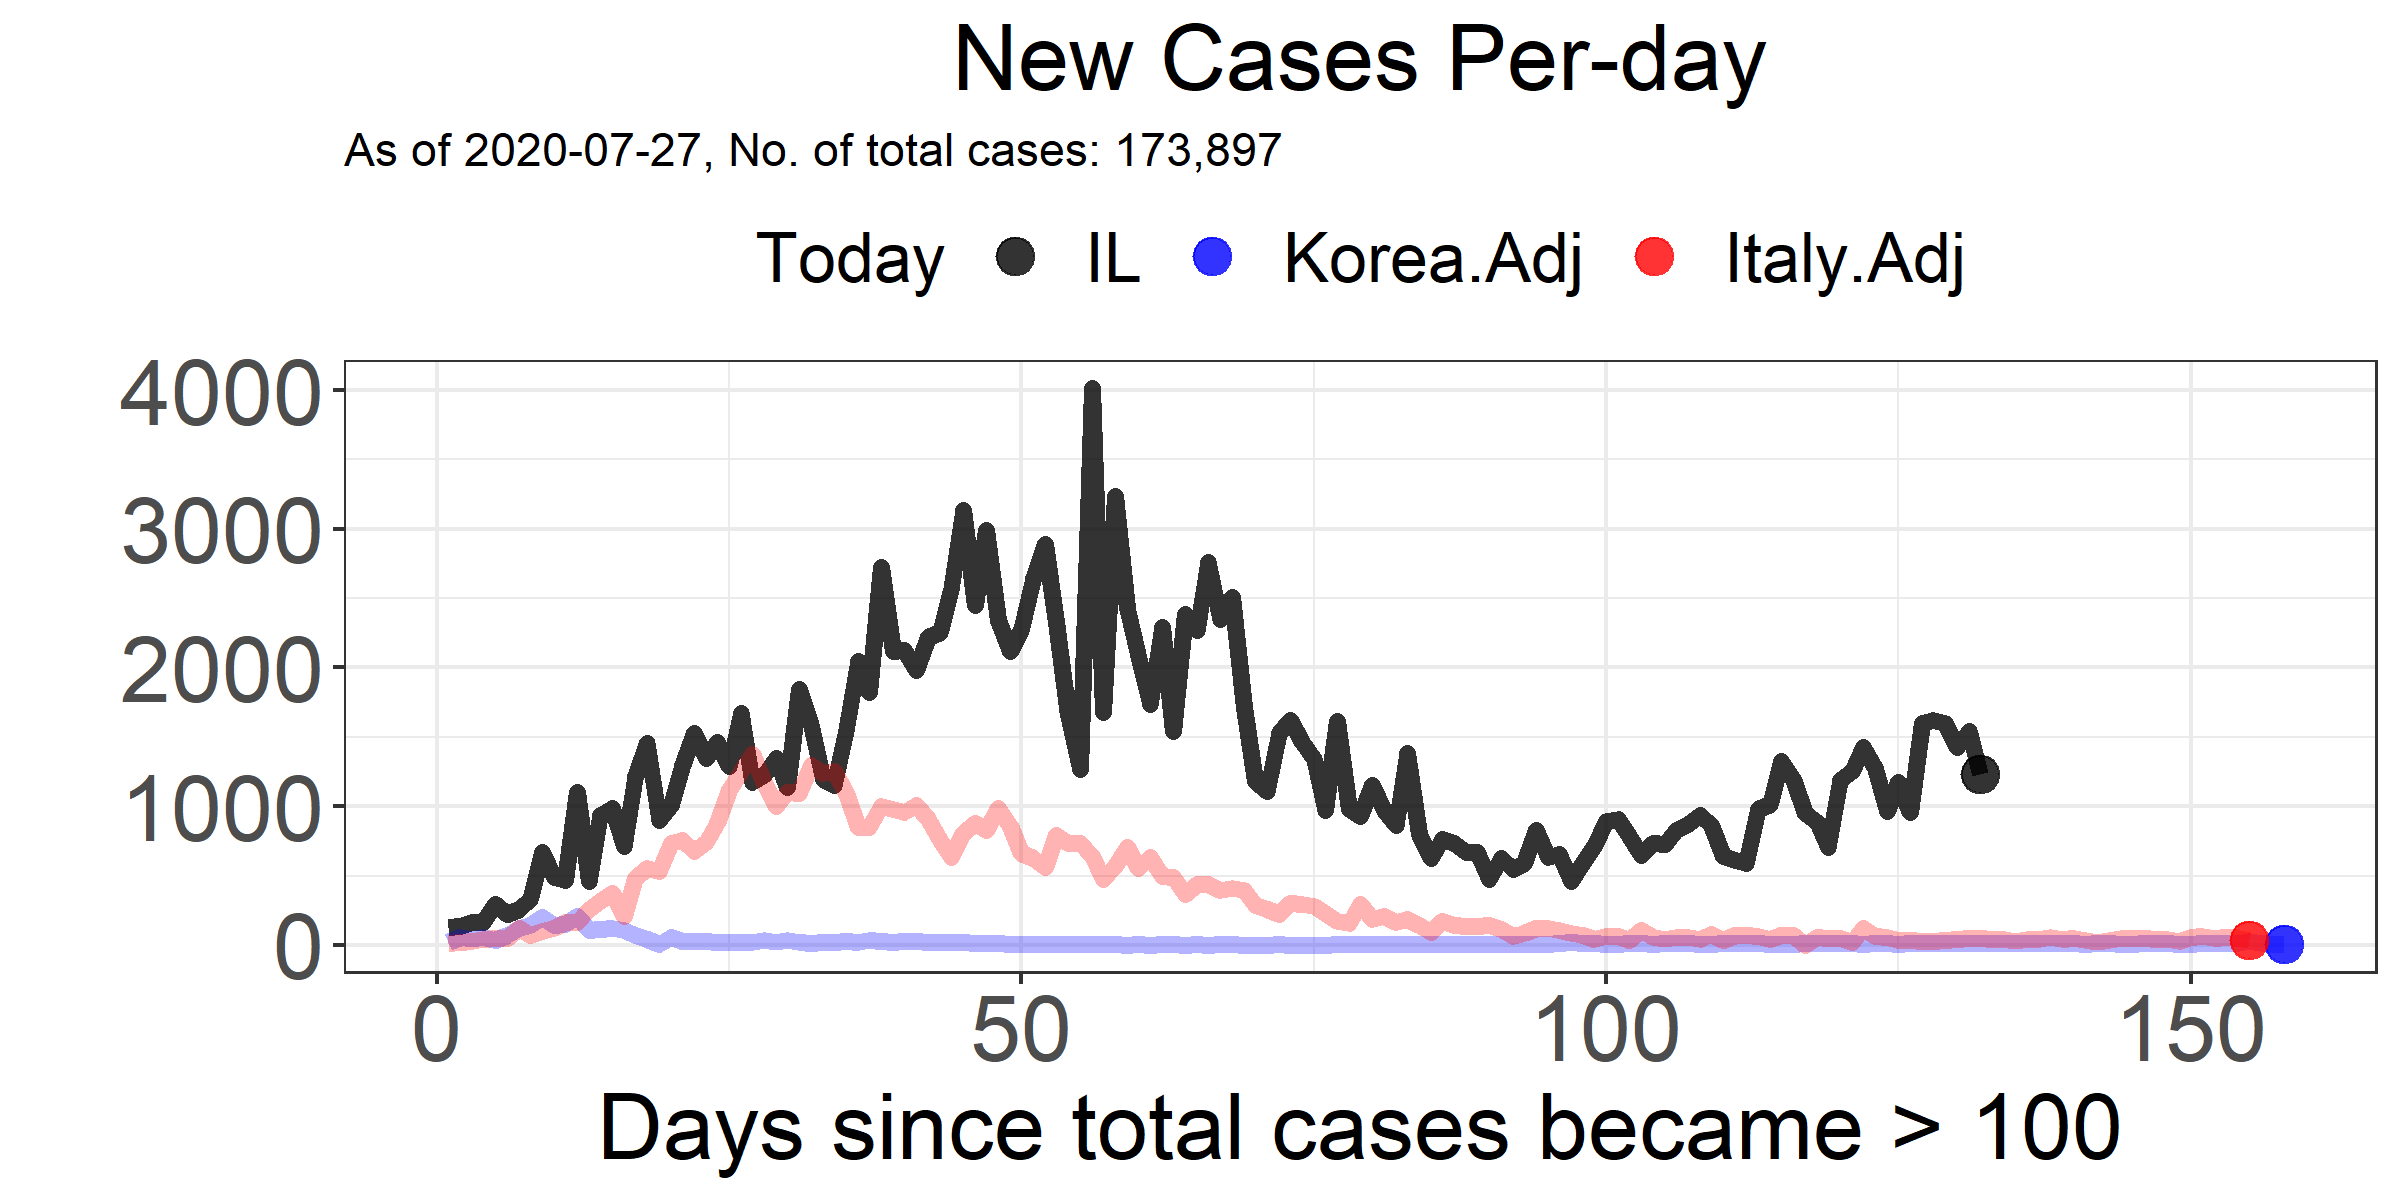 New Cases Per-day
As of 2020-07-27, No. of total cases: 173,897
Today IL Korea.Adj Italy.Adj
4000
3000
2000
1000
0
0 50 100 150
Days since total cases became > 100